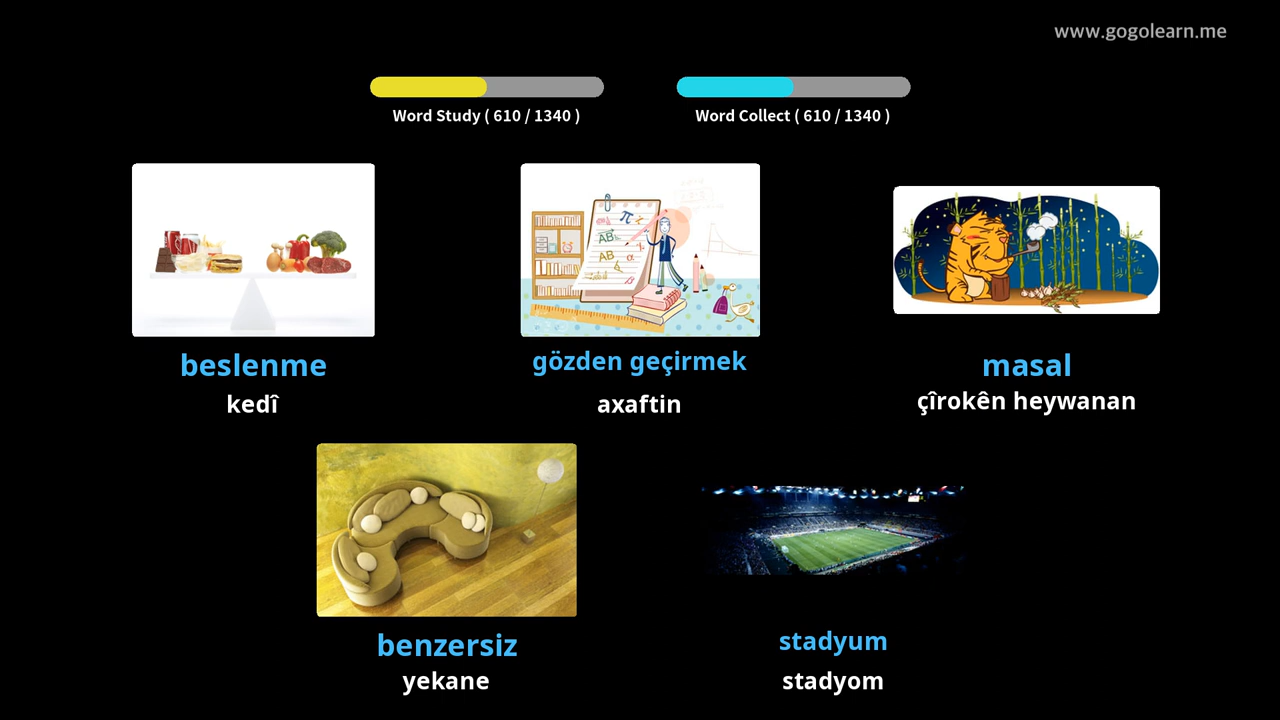 www.gogolearn.me
Word Study ( 610 / 1340 )
Word Collect ( 610 / 1340 )
beslenme
kedî
gözden geçirmek
axaftin
masal
çîrokên heywanan
benzersiz
yekane
stadyum
stadyom